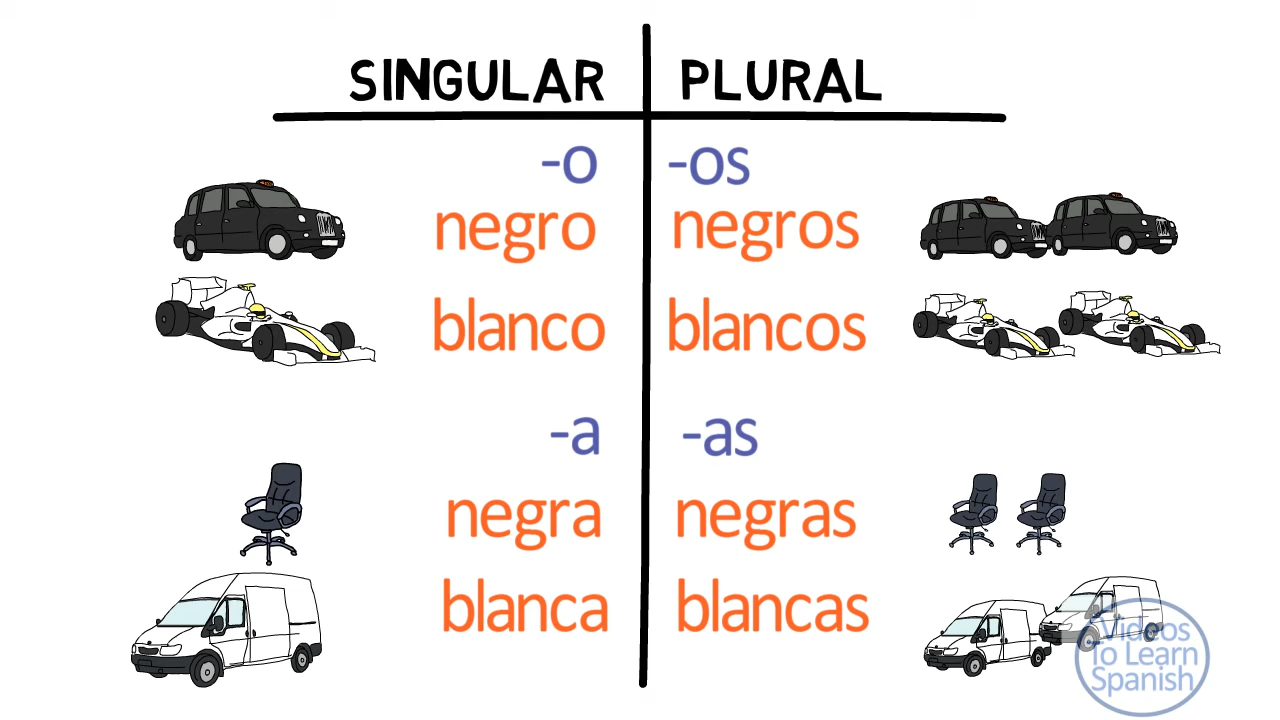 SINGULAR PLURAL
-o -os
negro negros
blanco blancos
-a -as
negra negras
blanca blancas
Videos
To Learn
Spanish